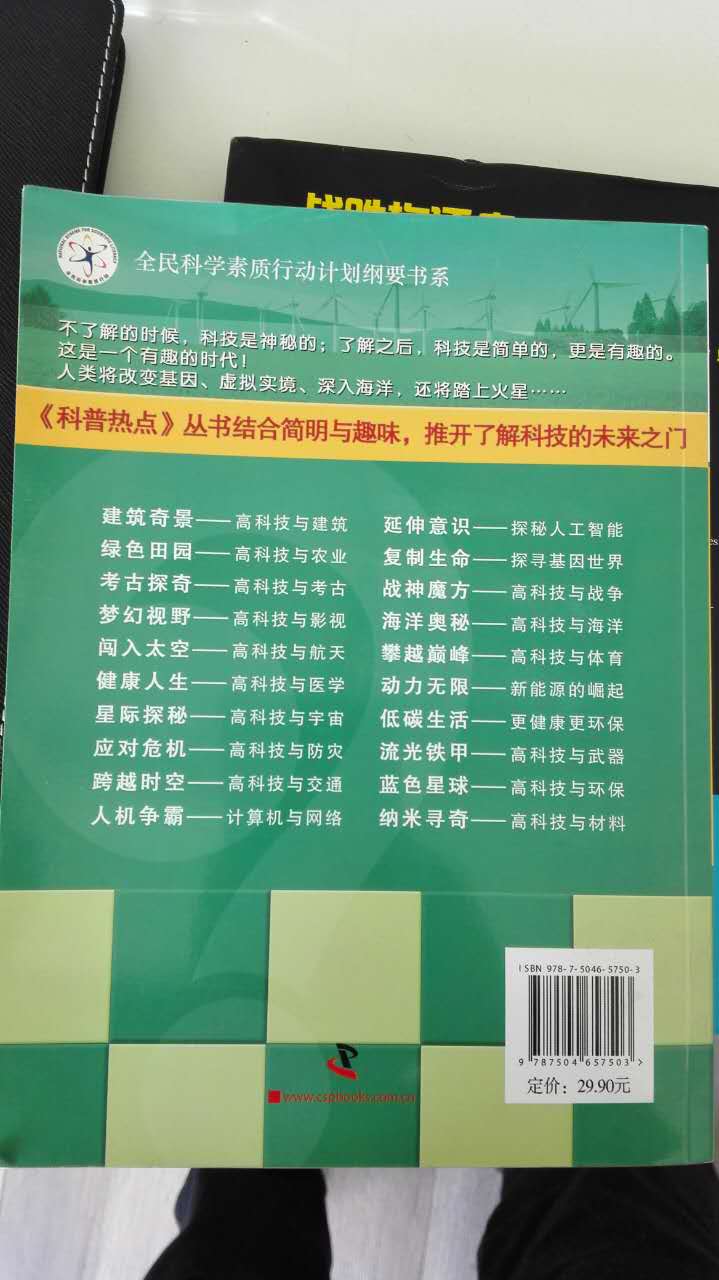 全民科学素质行动计划纲要书系
不了解的时候，科技是神秘的；了解之后，科技是简单的，更是有趣的。
这是一个有趣的时代！
人类将改变基因、虚拟实境、深入海洋，还将踏上火星……
《科普热点》丛书结合简明与趣味，推开了解科技的未来之门
建筑奇景——高科技与建筑
绿色田园——高科技与农业
考古探奇——高科技与考古
梦幻视野——高科技与影视
闯入太空——高科技与航天
健康人生——高科技与医学
星际探秘——高科技与宇宙
应对危机——高科技与防灾
跨越时空——高科技与交通
人机争霸——计算机与网络
延伸意识——探秘人工智能
复制生命——探寻基因世界
战神魔方——高科技与战争
海洋奥秘——高科技与海洋
攀越巅峰——高科技与体育
动力无限——新能源的崛起
低碳生活——更健康更环保
流光铁甲——高科技与武器
蓝色星球——高科技与环保
纳米寻奇——高科技与材料
ISBN 978-7-5046-5750-3
9 787504 657503 >
定价：29.90元
www.cspbooks.com.cn